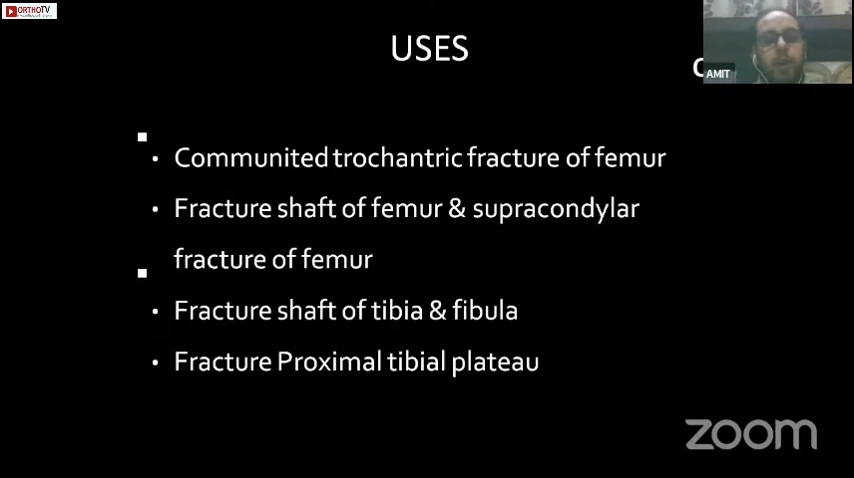 ORTHOTV
USES
AMIT
Communited trochantric fracture of femur
Fracture shaft of femur & supracondylar
fracture of femur
Fracture shaft of tibia & fibula
Fracture Proximal tibial plateau
zoom